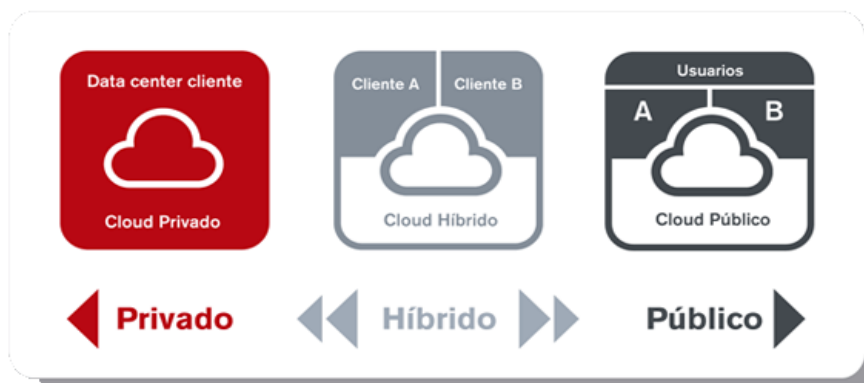 Data center cliente
Cloud Privado
Cliente A
Cliente B
Cloud Híbrido
Usuarios
A
B
Cloud Público
Privado
Híbrido
Público